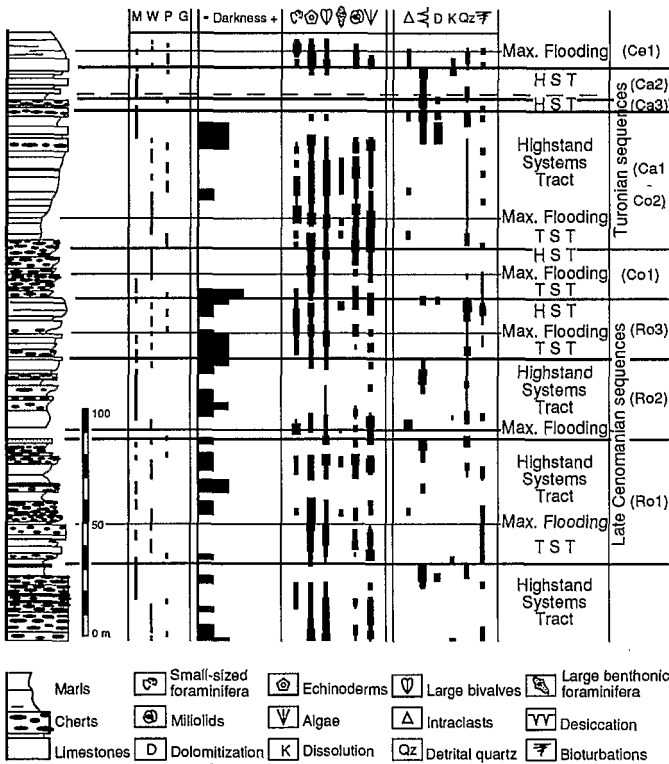 M W P G - Darkness + Δ D K Qz
Max. Flooding (Ce1)
H S T (Ca2)
H S T (Ca3)
Highstand
Systems
Tract
(Ca1
-
Co2)
Max. Flooding
T S T
H S T
Max. Flooding (Co1)
T S T
H S T
Max. Flooding (Ro3)
T S T
Highstand
Systems
Tract
(Ro2)
Max. Flooding
Highstand
Systems
Tract
(Ro1)
Max. Flooding
T S T
Highstand
Systems
Tract
Turonian sequences
Late Cenomanian sequences
100
50
0 m
Marls
Cherts
Limestones
Small-sized
foraminifera
Echinoderms
Large bivalves
Large benthonic
foraminifera
Miliolids
Algae
Δ Intraclasts
Desiccation
D Dolomitization
K Dissolution
Qz Detrital quartz
Bioturbations